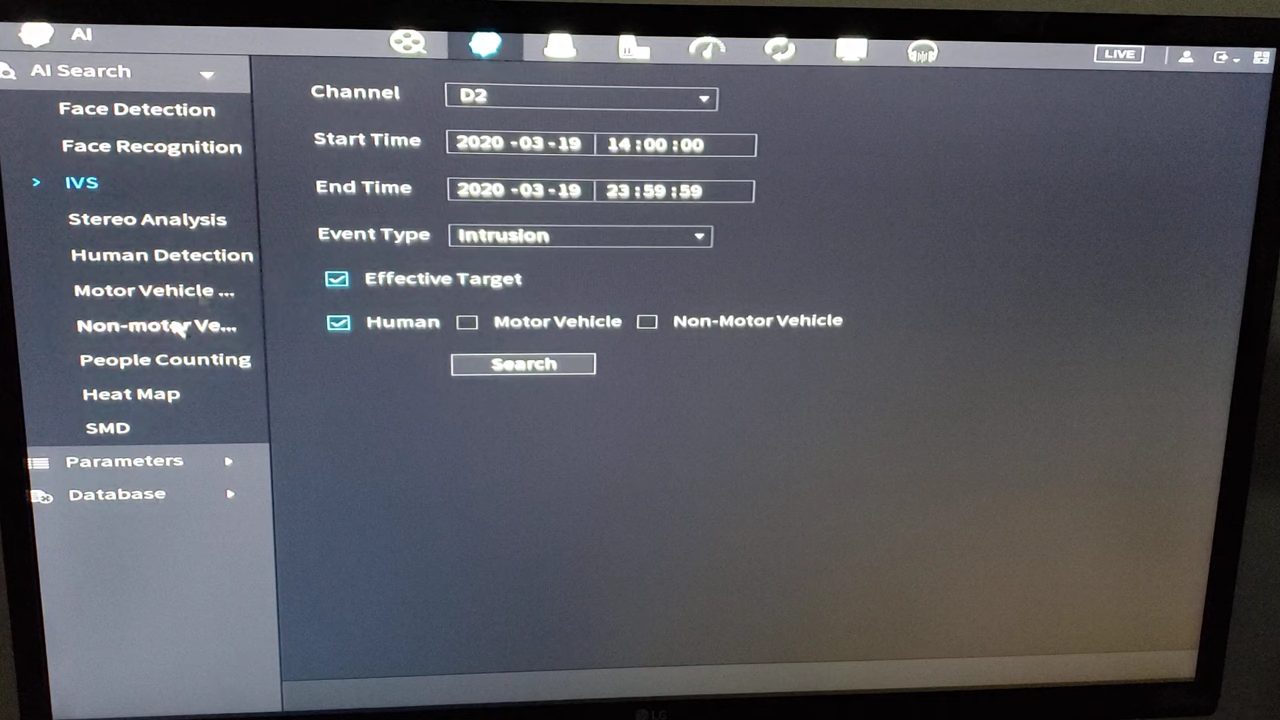 AI
LIVE
AI Search
Face Detection
Face Recognition
> IVS
Stereo Analysis
Human Detection
Motor Vehicle ...
Non-motor Ve...
People Counting
Heat Map
SMD
Parameters
Database
Channel D2
Start Time 2020 -03 -19 14 : 00 : 00
End Time 2020 -03 -19 23 : 59 : 59
Event Type Intrusion
Effective Target
Human Motor Vehicle Non-Motor Vehicle
Search
LG